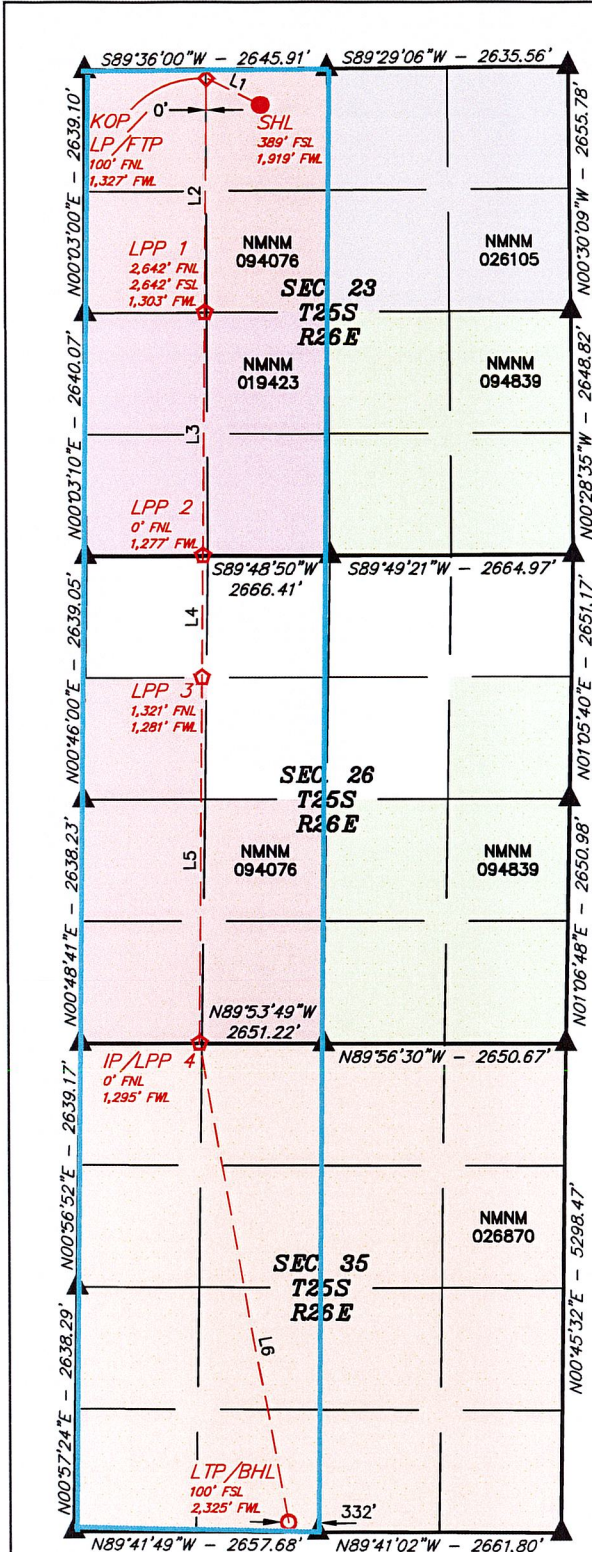 S89°36'00"W - 2645.91'
S89°29'06"W - 2635.56'
N00°03'00"E - 2639.10'
L1
0'
KOP
LP/FTP
100' FNL
1,327' FWL
SHL
389' FSL
1,919' FWL
N00°30'09"W - 2655.78'
L2
LPP 1
2,642' FNL
2,642' FSL
1,303' FWL
NMNM
094076
NMNM
026105
SEC. 23
T25S
R26E
N00°03'10"E - 2640.07'
NMNM
019423
NMNM
094839
N00°28'35"W - 2648.82'
L3
LPP 2
0' FNL
1,277' FWL
S89°48'50"W
2666.41'
S89°49'21"W - 2664.97'
N00°46'00"E - 2639.05'
L4
N01°05'40"E - 2651.17'
LPP 3
1,321' FNL
1,281' FWL
SEC. 26
T25S
R26E
N00°48'41"E - 2638.23'
L5
NMNM
094076
NMNM
094839
N01°06'48"E - 2650.98'
N89°53'49"W
2651.22'
N89°56'30"W - 2650.67'
IP/LPP 4
0' FNL
1,295' FWL
N00°56'52"E - 2639.17'
NMNM
026870
SEC. 35
T25S
R26E
N00°45'32"E - 5298.47'
L6
N00°57'24"E - 2638.29'
LTP/BHL
100' FSL
2,325' FWL
332'
N89°41'49"W - 2657.68'
N89°41'02"W - 2661.80'